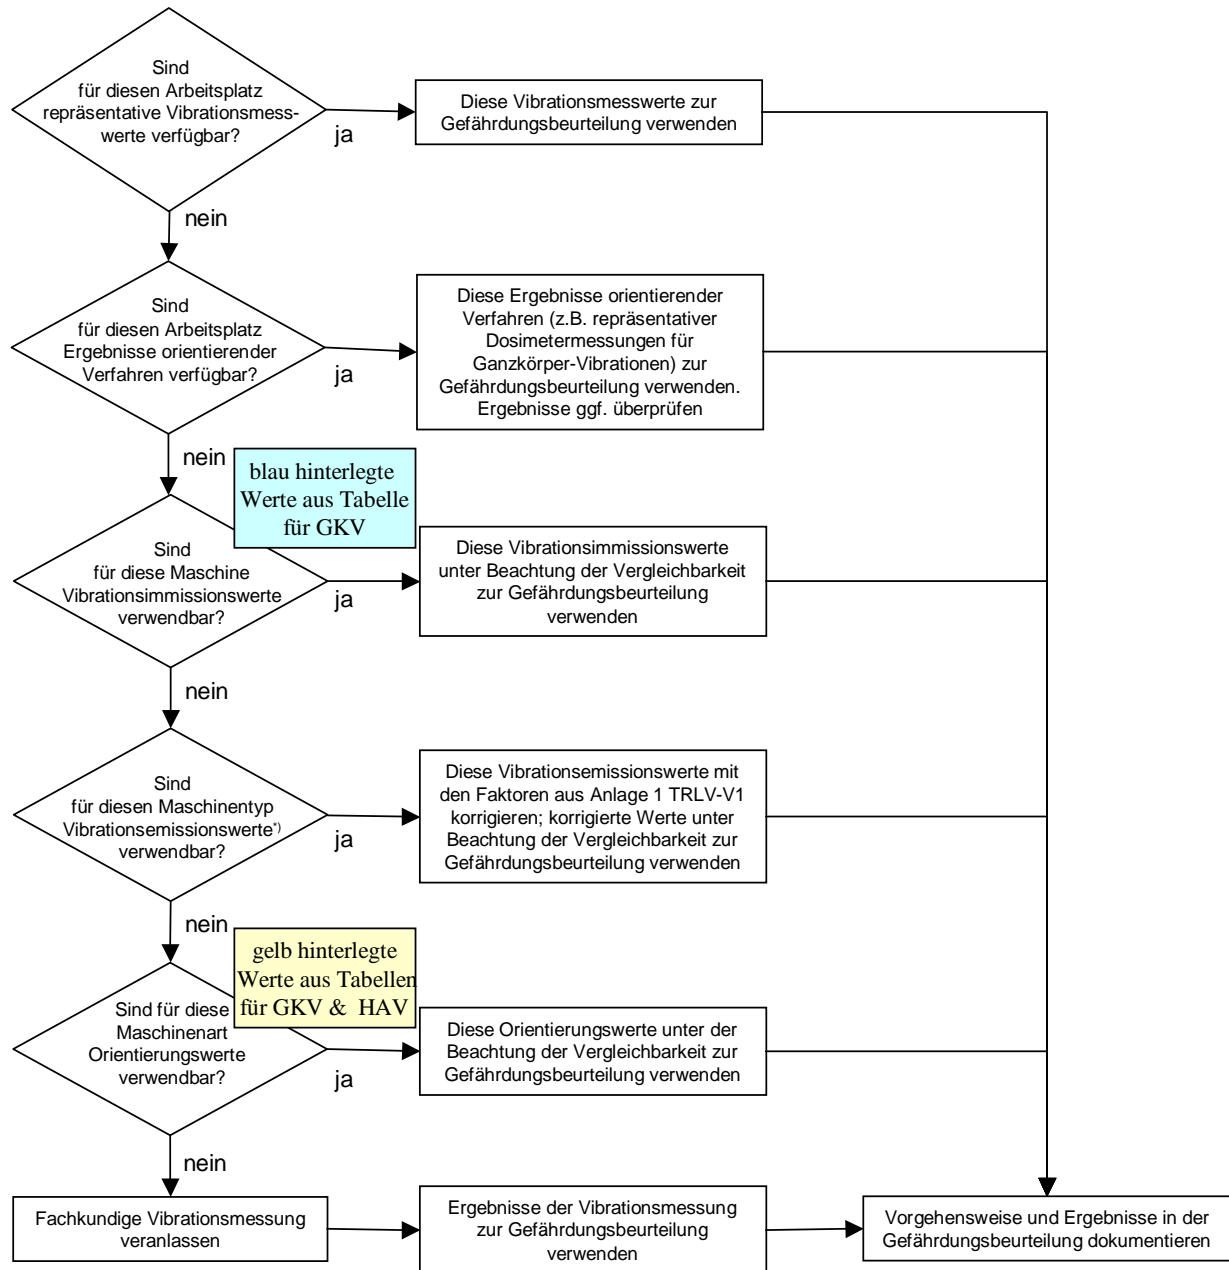 Sind
für diesen Arbeitsplatz
repräsentative Vibrationsmess-
werte verfügbar?
ja
Diese Vibrationsmesswerte zur
Gefährdungsbeurteilung verwenden
nein
Sind
für diesen Arbeitsplatz
Ergebnisse orientierender
Verfahren verfügbar?
ja
Diese Ergebnisse orientierender
Verfahren (z.B. repräsentativer
Dosimetermessungen für
Ganzkörper-Vibrationen) zur
Gefährdungsbeurteilung verwenden.
Ergebnisse ggf. überprüfen
nein
blau hinterlegte
Werte aus Tabelle
für GKV
Sind
für diese Maschine
Vibrationsimmissionswerte
verwendbar?
ja
Diese Vibrationsimmissionswerte
unter Beachtung der Vergleichbarkeit
zur Gefährdungsbeurteilung
verwenden
nein
Sind
für diesen Maschinentyp
Vibrationsemissionswerte*)
verwendbar?
ja
Diese Vibrationsemissionswerte mit
den Faktoren aus Anlage 1 TRLV-V1
korrigieren; korrigierte Werte unter
Beachtung der Vergleichbarkeit zur
Gefährdungsbeurteilung verwenden
nein
gelb hinterlegte
Werte aus Tabellen
für GKV & HAV
Sind für diese
Maschinenart
Orientierungswerte
verwendbar?
ja
Diese Orientierungswerte unter der
Beachtung der Vergleichbarkeit zur
Gefährdungsbeurteilung verwenden
nein
Fachkundige Vibrationsmessung
veranlassen
Ergebnisse der Vibrationsmessung
zur Gefährdungsbeurteilung
verwenden
Vorgehensweise und Ergebnisse in der
Gefährdungsbeurteilung dokumentieren